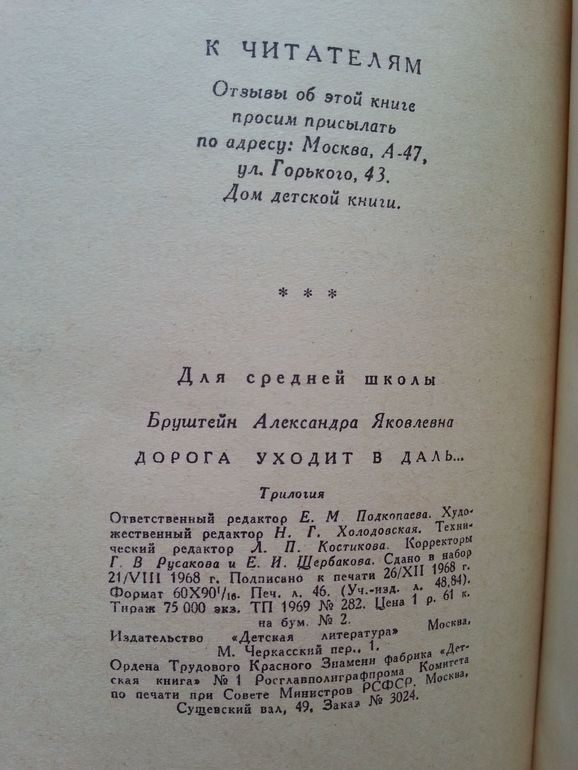 К ЧИТАТЕЛЯМ
Отзывы об этой книге
просим присылать
по адресу: Москва, А-47,
ул. Горького, 43.
Дом детской книги.
* * *
Для средней школы
Бруштейн Александра Яковлевна
ДОРОГА УХОДИТ В ДАЛЬ...
Трилогия
Ответственный редактор Е. М. Подкопаева. Худо-
жественный редактор Н. Г. Холодовская. Техни-
ческий редактор Л. П. Костикова. Корректоры
Г. В Русакова и Е. И. Щербакова. Сдано в набор
21/VIII 1968 г. Подписано к печати 26/XII 1968 г.
Формат 60X90¹/₁₆. Печ. л. 46. (Уч.-изд. л. 48,84).
Тираж 75 000 экз. ТП 1969 № 282. Цена 1 р. 61 к.
на бум. № 2.
Издательство «Детская литература» Москва,
М. Черкасский пер., 1.
Ордена Трудового Красного Знамени фабрика «Дет-
ская книга» № 1 Росглавполиграфпрома Комитета
по печати при Совете Министров РСФСР. Москва,
Сущевский вал, 49, Заказ № 3024.